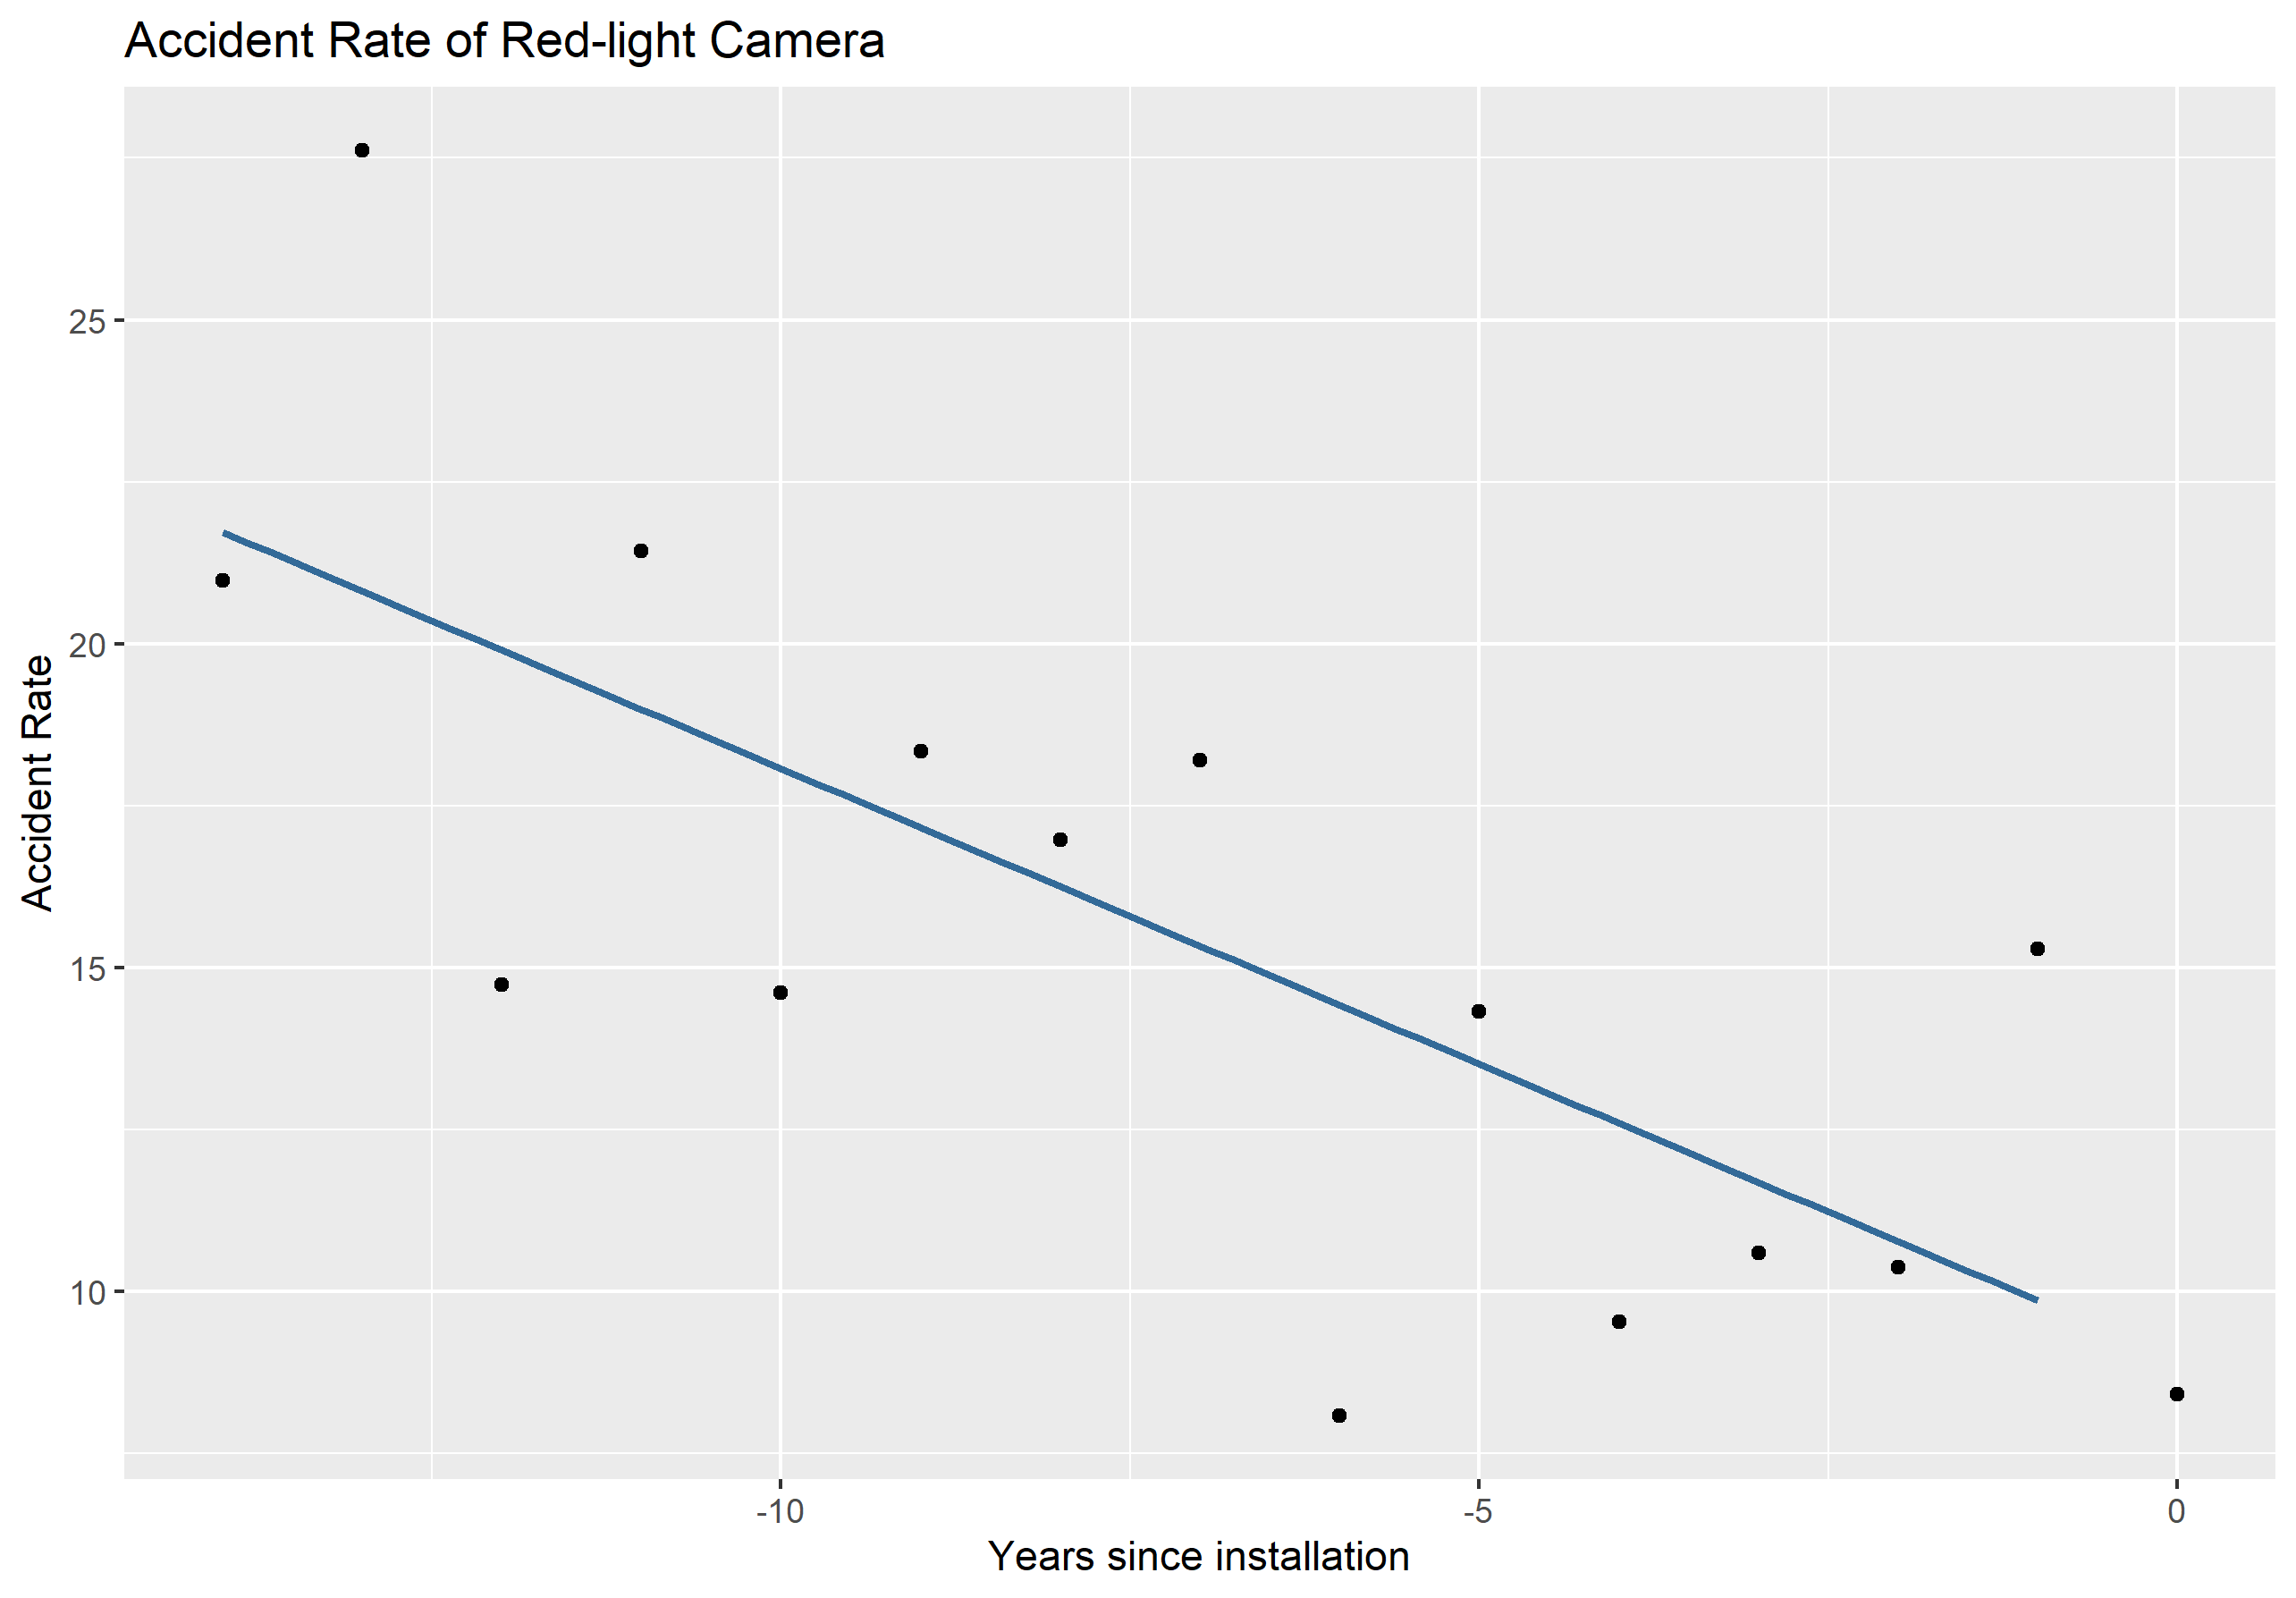 Accident Rate of Red-light Camera
25
20
15
10
Accident Rate
-10
-5
0
Years since installation